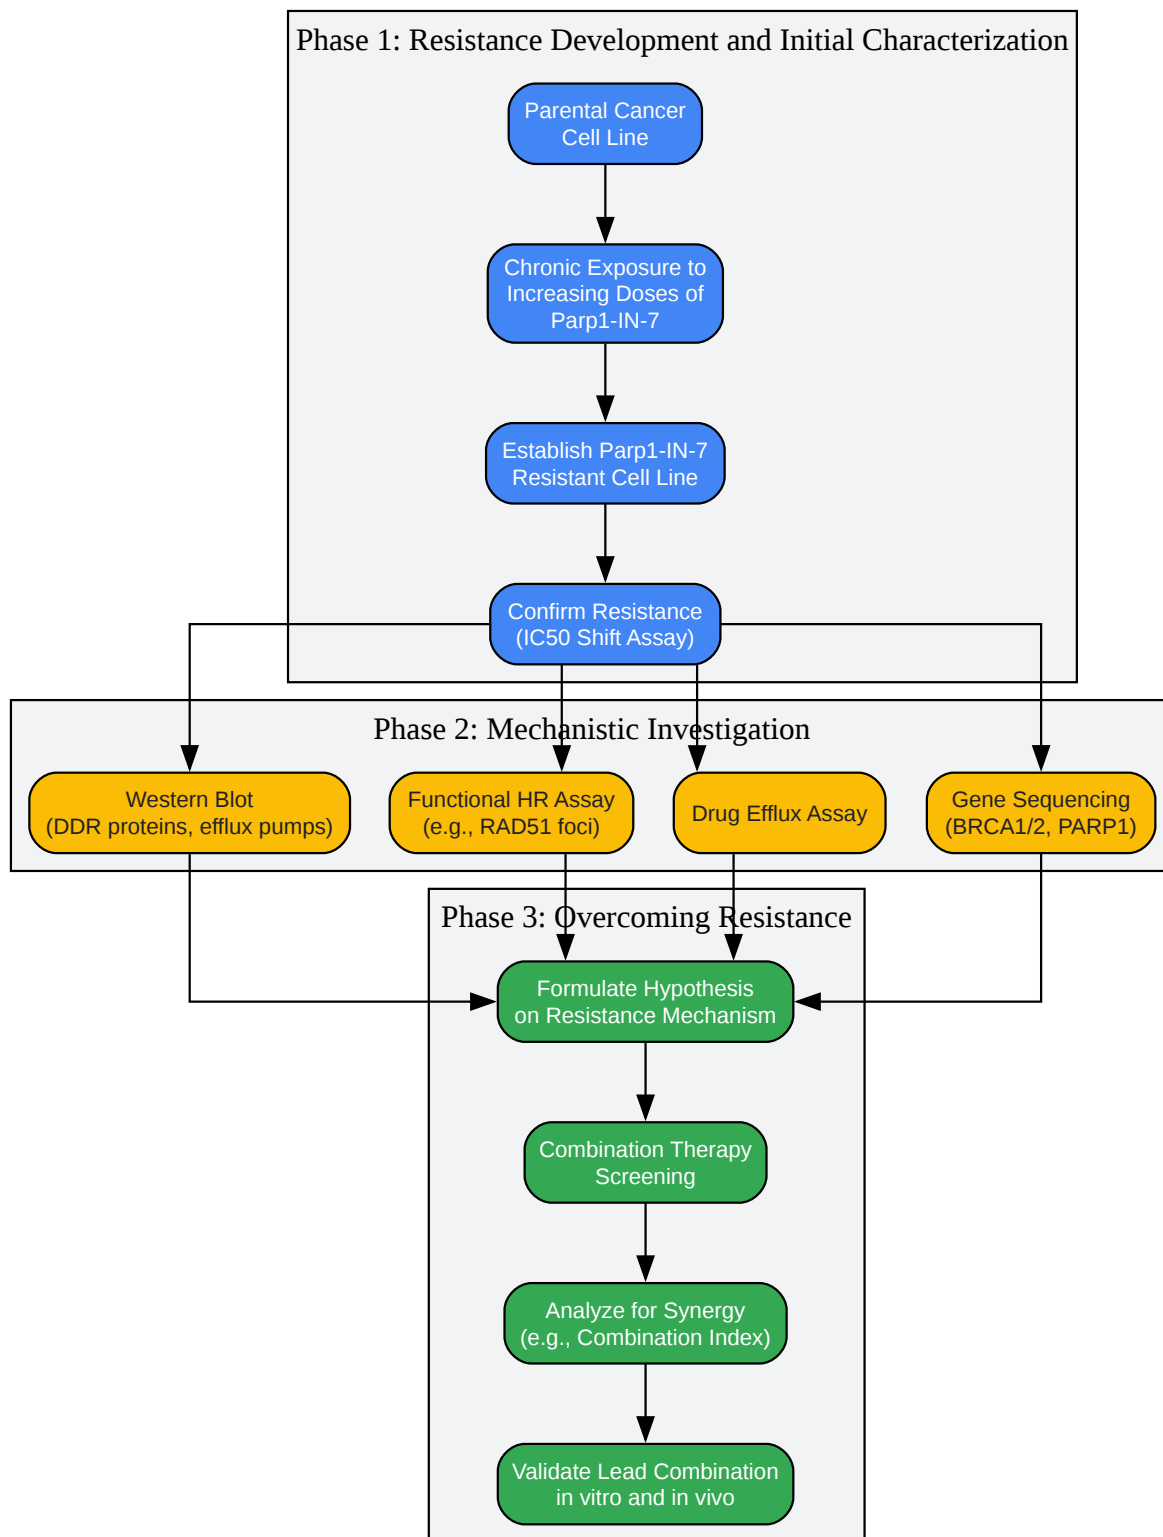 Phase 1: Resistance Development and Initial Characterization
Parental Cancer
Cell Line
Chronic Exposure to
Increasing Doses of
Parp1-IN-7
Establish Parp1-IN-7
Resistant Cell Line
Confirm Resistance
(IC50 Shift Assay)
Phase 2: Mechanistic Investigation
Western Blot
(DDR proteins, efflux pumps)
Functional HR Assay
(e.g., RAD51 foci)
Drug Efflux Assay
Gene Sequencing
(BRCA1/2, PARP1)
Phase 3: Overcoming Resistance
Formulate Hypothesis
on Resistance Mechanism
Combination Therapy
Screening
Analyze for Synergy
(e.g., Combination Index)
Validate Lead Combination
in vitro and in vivo